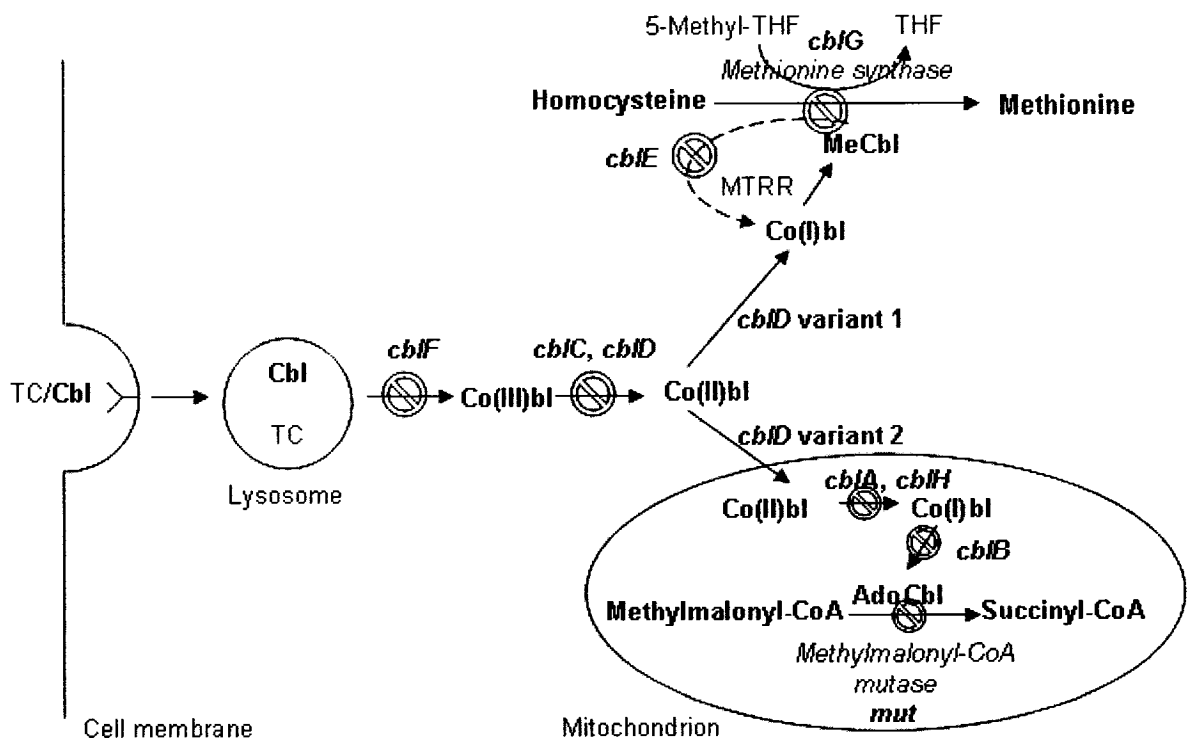 5-Methyl-THF
THF
cblG
Methionine synthase
Homocysteine
Methionine
MeCbl
cblE
MTRR
Co(I)bl
cblD variant 1
cblF
cblC, cblD
Cbl
TC/Cbl
Co(III)bl
Co(II)bl
TC
cblD variant 2
Lysosome
cblA, cblH
Co(II)bl
Co(I)bl
cblB
AdoCbl
Methylmalonyl-CoA
Succinyl-CoA
Methylmalonyl-CoA
mutase
mut
Cell membrane
Mitochondrion